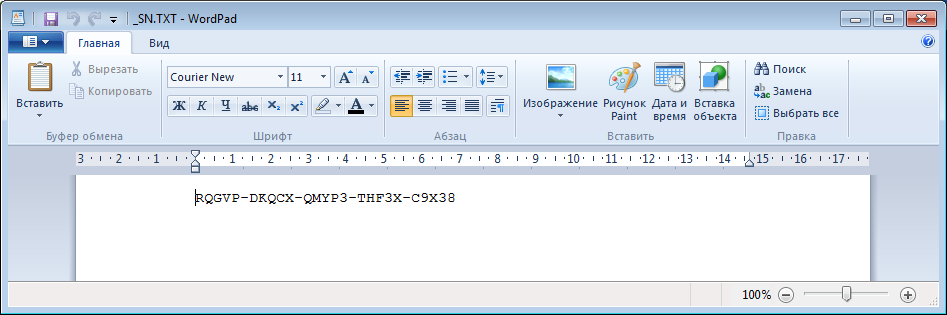 _SN.TXT - WordPad
Главная
Вид
Вставить
Вырезать
Копировать
Буфер обмена
Courier New
11
Ж К Ч abc X₂ X²
Шрифт
Абзац
Изображение
Рисунок Paint
Дата и время
Вставка объекта
Вставить
Поиск
Замена
Выбрать все
Правка
3 2 1 1 2 3 4 5 6 7 8 9 10 11 12 13 14 15 16 17
RQGVP-DKQCX-QMYP3-THF3X-C9X38
100%